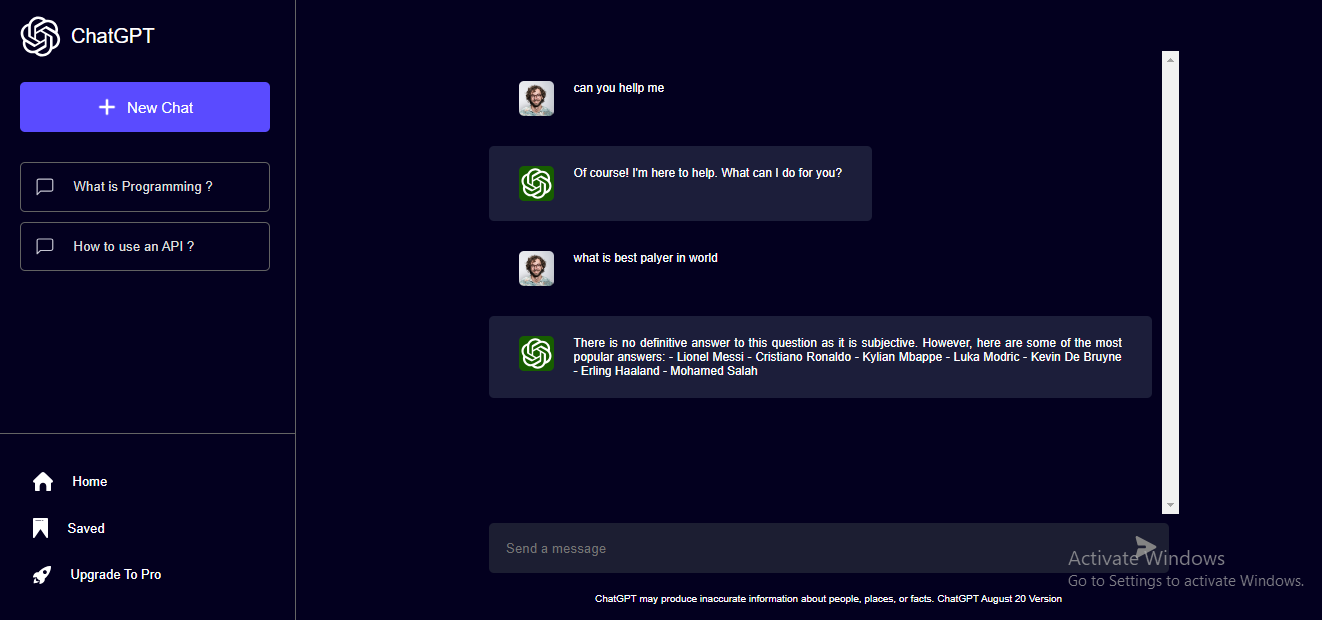 ChatGPT
New Chat
What is Programming ?
How to use an API ?
Home
Saved
Upgrade To Pro
can you hellp me
Of course! I'm here to help. What can I do for you?
what is best palyer in world
There is no definitive answer to this question as it is subjective. However, here are some of the most
popular answers: - Lionel Messi - Cristiano Ronaldo - Kylian Mbappe - Luka Modric - Kevin De Bruyne
- Erling Haaland - Mohamed Salah
Send a message
Activate Windows
Go to Settings to activate Windows.
ChatGPT may produce inaccurate information about people, places, or facts. ChatGPT August 20 Version